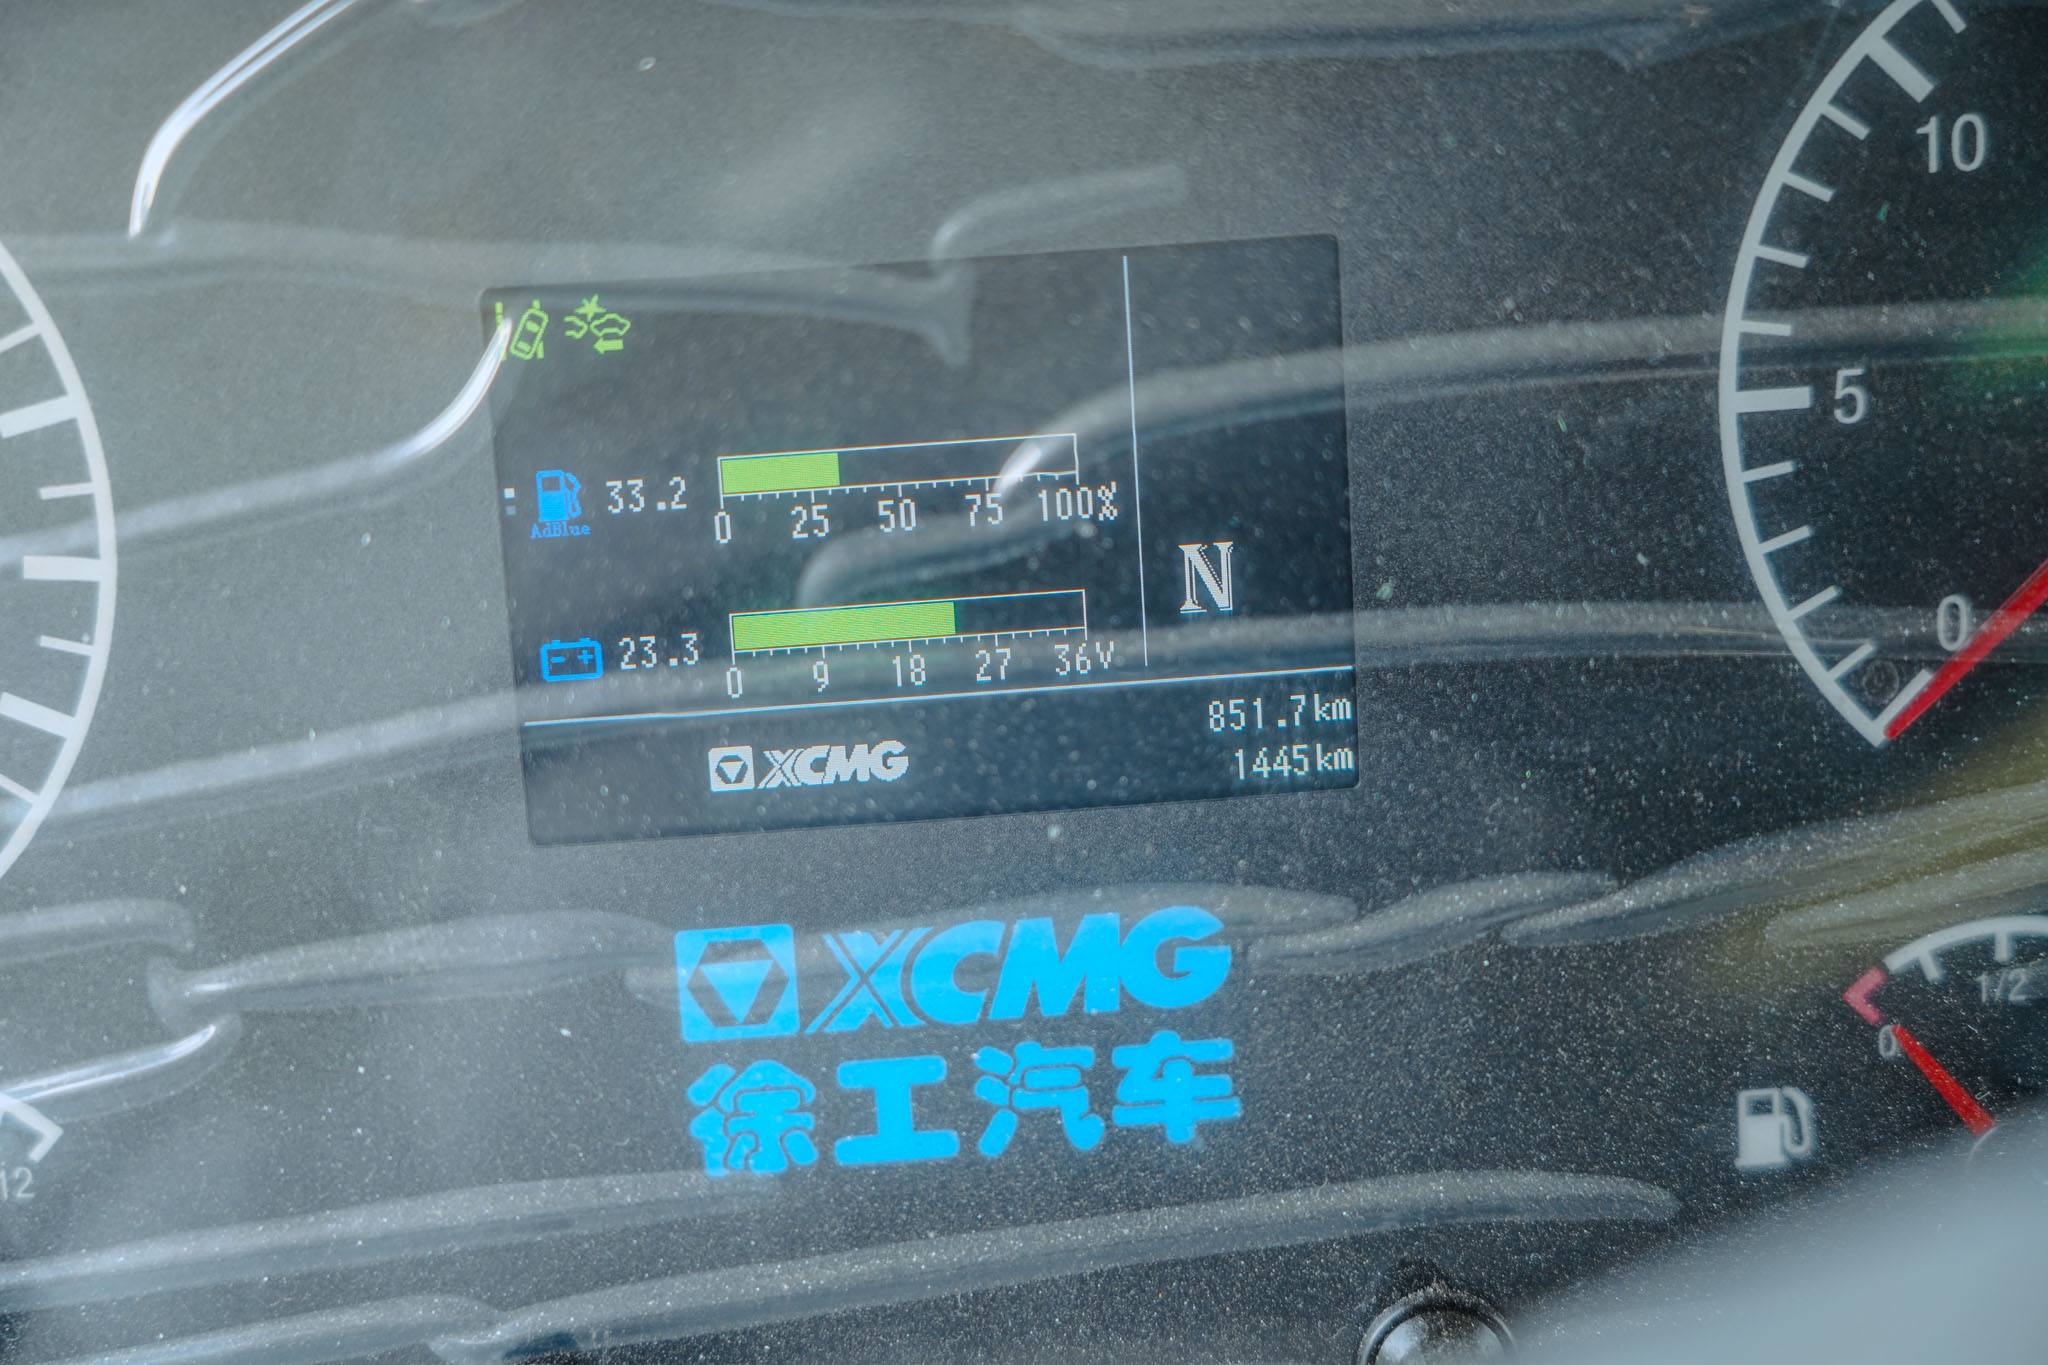 10
5
0
33.2
AdBlue
0 25 50 75 100%
N
23.3
0 9 18 27 36V
851.7km
1445km
XCMG
XCMG
徐工汽车
1/2
0
12